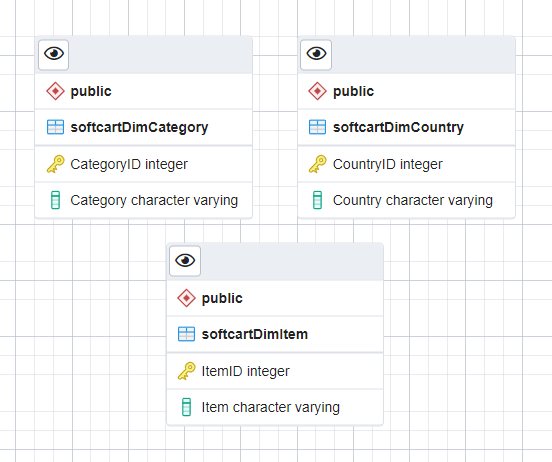 public
softcartDimCategory
CategoryID integer
Category character varying
public
softcartDimCountry
CountryID integer
Country character varying
public
softcartDimItem
ItemID integer
Item character varying